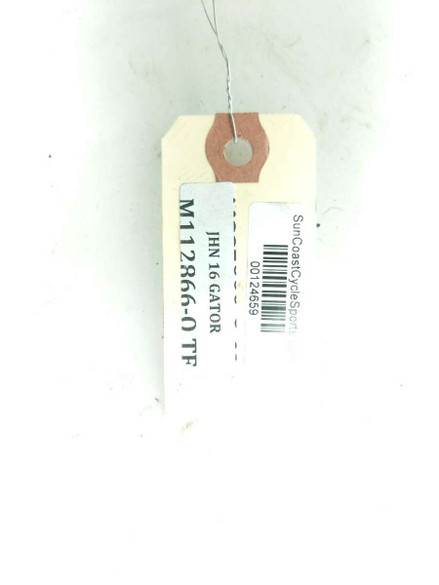 SunCoastCycleSports
00124659
JHN 16 GATOR
M112866-O TF